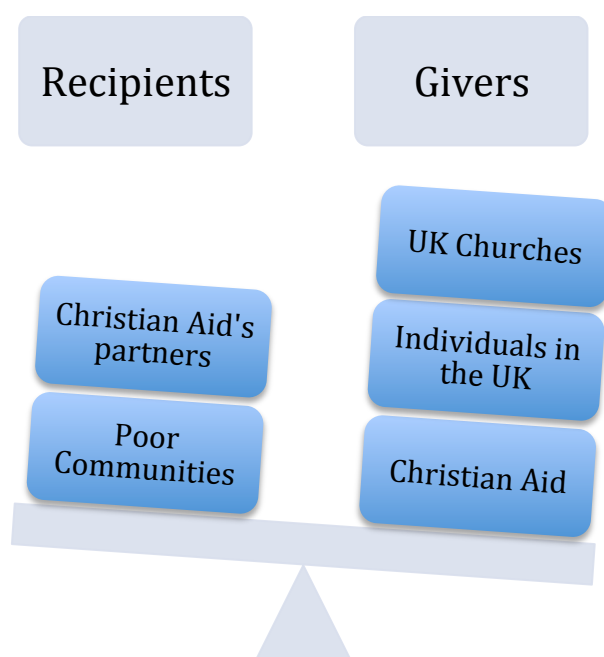 Recipients
Givers
UK Churches
Christian Aid's
partners
Individuals in
the UK
Poor
Communities
Christian Aid